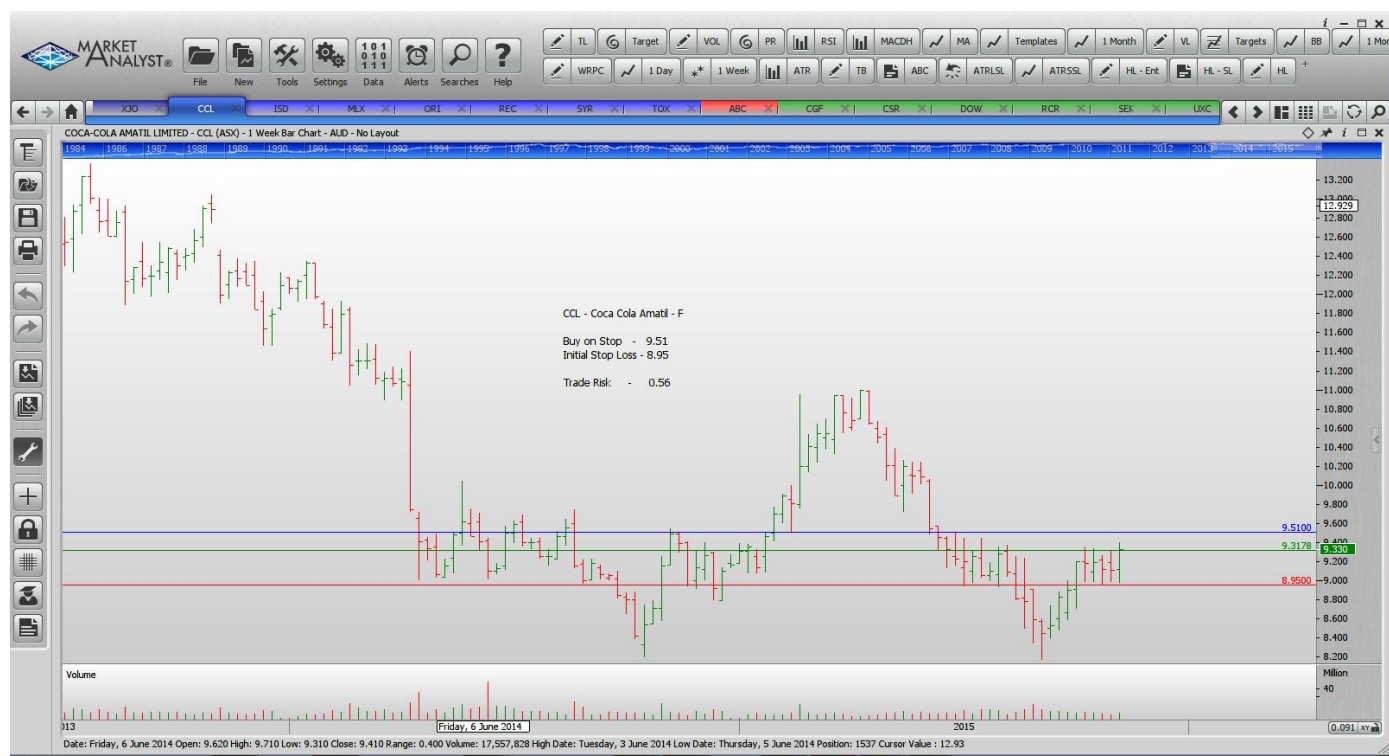 MARKET
ANALYST®
File New Tools Settings Data Alerts Searches Help
TL Target VOL PR RSI MACDH MA Templates 1 Month VL Targets BB 1 Mon
WRPC 1 Day 1 Week ATR TB ABC ATRLSL ATRSSL HL - Ent HL - SL HL
XJO CCL ISD MLX ORI REC SYR TOX ABC CGF CSR DOW RCR SEK UXC
COCA-COLA AMATIL LIMITED - CCL (ASX) - 1 Week Bar Chart - AUD - No Layout
1984 1986 1987 1988 1989 1990 1991 1992 1993 1994 1995 1996 1997 1998 1999 2000 2001 2002 2003 2004 2005 2006 2007 2008 2009 2010 2011 2012 2013 2014 2015
13.200
12.929
12.800
12.600
12.400
12.200
12.000
11.800
11.600
11.400
11.200
11.000
10.800
10.600
10.400
10.200
10.000
9.800
9.600
9.400
9.330
9.200
9.000
8.800
8.600
8.400
8.200
CCL - Coca Cola Amatil - F
Buy on Stop - 9.51
Initial Stop Loss - 8.95
Trade Risk - 0.56
9.5100
9.3178
8.9500
Volume
Million
40
2013 Friday, 6 June 2014 2015
0.091 XY
Date: Friday, 6 June 2014 Open: 9.620 High: 9.710 Low: 9.310 Close: 9.410 Range: 0.400 Volume: 17,557,828 High Date: Tuesday, 3 June 2014 Low Date: Thursday, 5 June 2014 Position: 1537 Cursor Value : 12.93